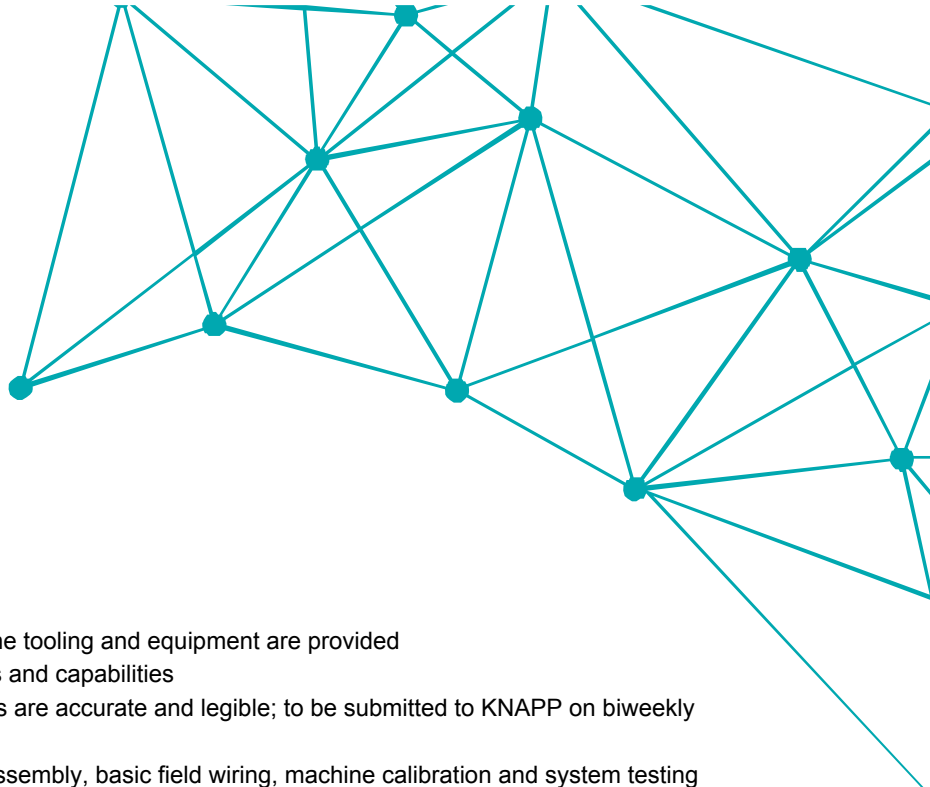 ne tooling and equipment are provided
s and capabilities
s are accurate and legible; to be submitted to KNAPP on biweekly
ssembly, basic field wiring, machine calibration and system testing